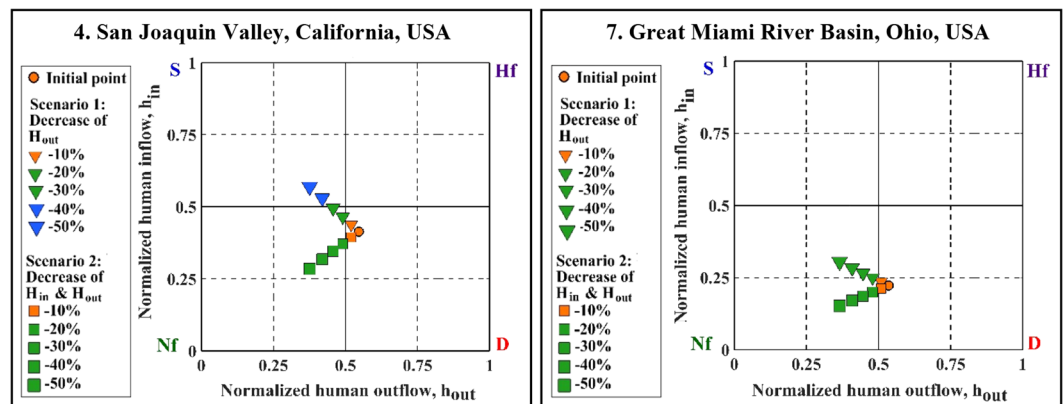 4. San Joaquin Valley, California, USA
Initial point
Scenario 1:
Decrease of
Hout
-10%
-20%
-30%
-40%
-50%
Scenario 2:
Decrease of
Hin & Hout
-10%
-20%
-30%
-40%
-50%
S
Hf
Nf
D
Normalized human inflow, hin
1
0.75
0.5
0.25
0
0
0.25
0.5
0.75
1
Normalized human outflow, hout
7. Great Miami River Basin, Ohio, USA
Initial point
Scenario 1:
Decrease of
Hout
-10%
-20%
-30%
-40%
-50%
Scenario 2:
Decrease of
Hin & Hout
-10%
-20%
-30%
-40%
-50%
S
Hf
Nf
D
Normalized human inflow, hin
1
0.75
0.5
0.25
0
0
0.25
0.5
0.75
1
Normalized human outflow, hout